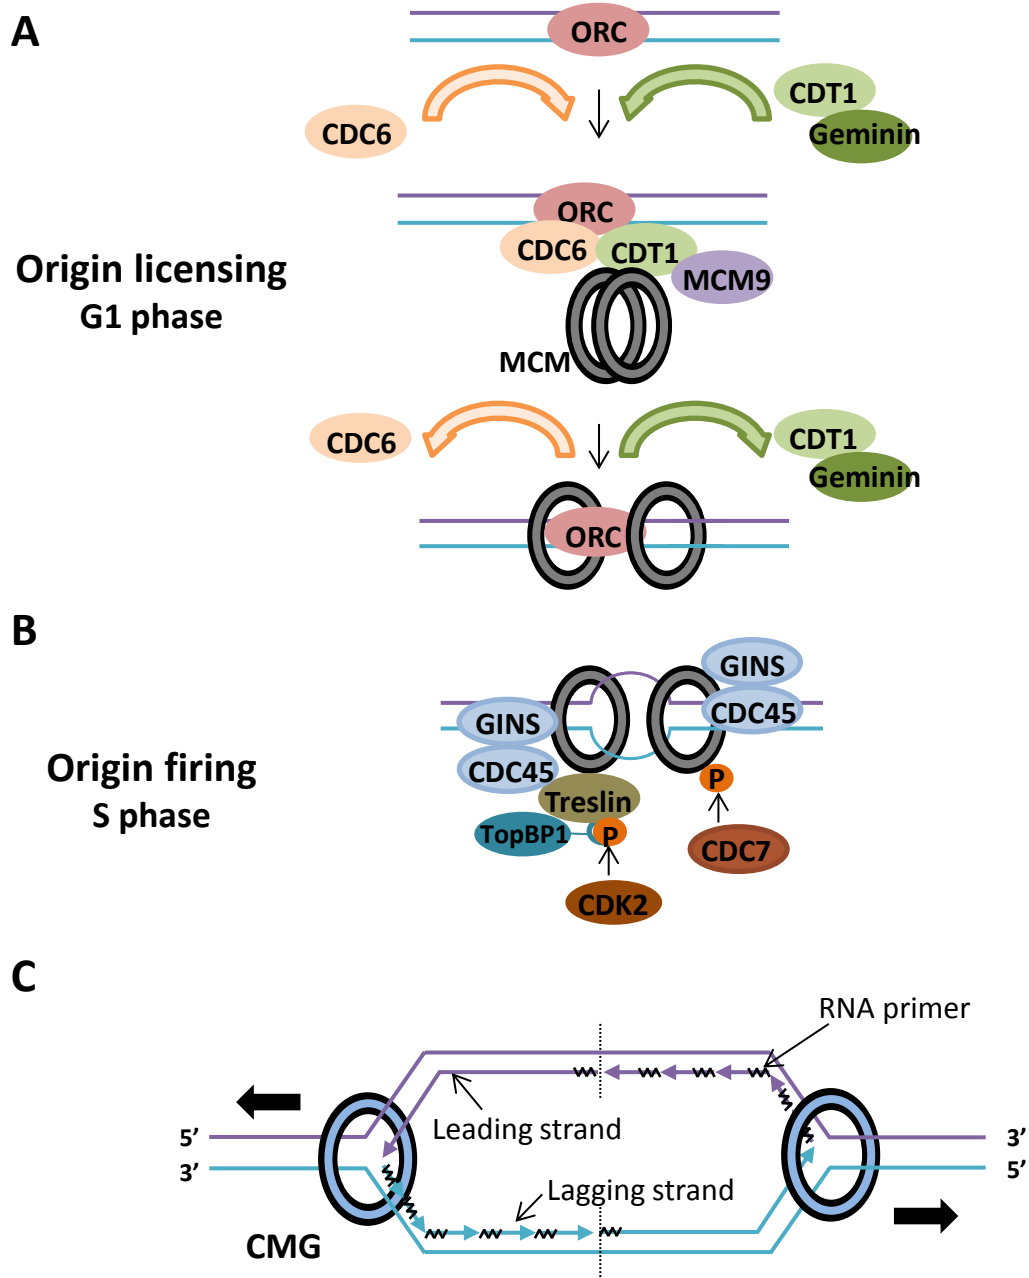 A
ORC
CDC6
CDT1
Geminin
ORC
CDC6
CDT1
MCM9
Origin licensing
G1 phase
MCM
CDC6
CDT1
Geminin
ORC
B
GINS
CDC45
GINS
CDC45
Origin firing
S phase
Treslin
P
TopBP1
P
CDC7
CDK2
C
RNA primer
Leading strand
5’
3’
3’
5’
Lagging strand
CMG